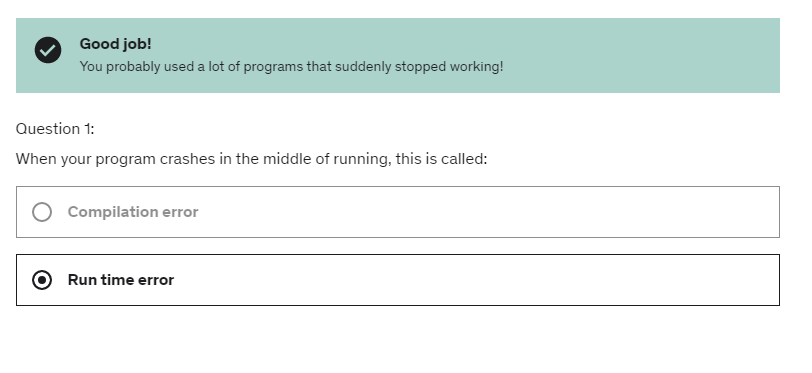 Good job!
You probably used a lot of programs that suddenly stopped working!
Question 1:
When your program crashes in the middle of running, this is called:
Compilation error
Run time error